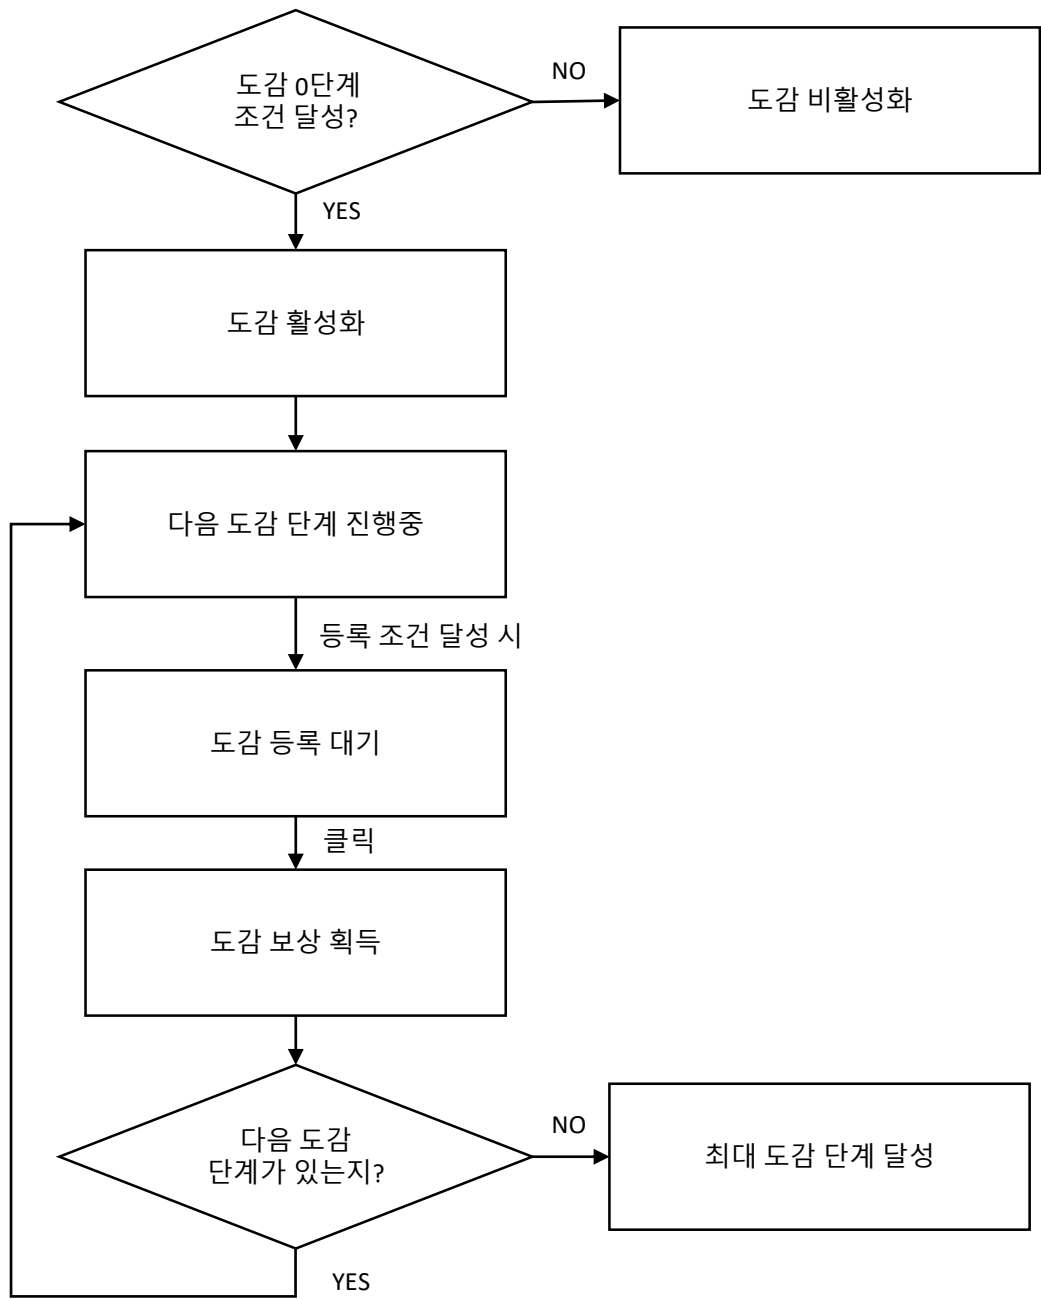 도감 0단계
조건 달성?
NO
도감 비활성화
YES
도감 활성화
다음 도감 단계 진행중
등록 조건 달성 시
도감 등록 대기
클릭
도감 보상 획득
다음 도감
단계가 있는지?
NO
최대 도감 단계 달성
YES